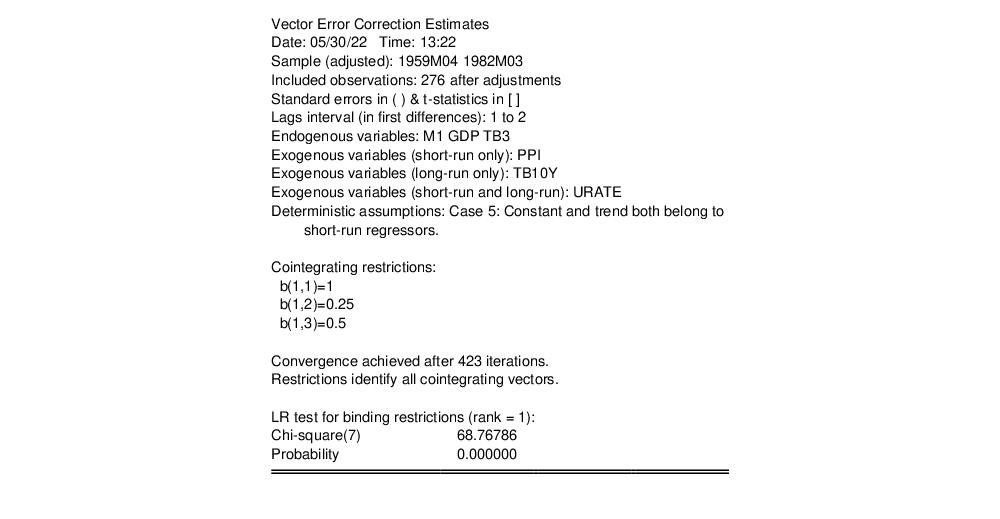 Vector Error Correction Estimates
Date: 05/30/22 Time: 13:22
Sample (adjusted): 1959M04 1982M03
Included observations: 276 after adjustments
Standard errors in ( ) & t-statistics in [ ]
Lags interval (in first differences): 1 to 2
Endogenous variables: M1 GDP TB3
Exogenous variables (short-run only): PPI
Exogenous variables (long-run only): TB10Y
Exogenous variables (short-run and long-run): URATE
Deterministic assumptions: Case 5: Constant and trend both belong to
short-run regressors.
Cointegrating restrictions:
b(1,1)=1
b(1,2)=0.25
b(1,3)=0.5
Convergence achieved after 423 iterations.
Restrictions identify all cointegrating vectors.
LR test for binding restrictions (rank = 1):
Chi-square(7) 68.76786
Probability 0.000000